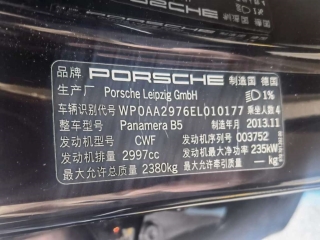 品牌 PORSCHE 制造国 德国
生产厂 Porsche Leipzig GmbH 1%
车辆识别代号 WP0AA2976EL010177 乘坐人数 4
整车型号 Panamera B5 制造年月 2013.11
发动机型号 CWF 发动机号 003752
发动机排量 2997cc 发动机最大净功率 235kW
最大允许总质量 2380kg 最大允许牵引质量 — kg